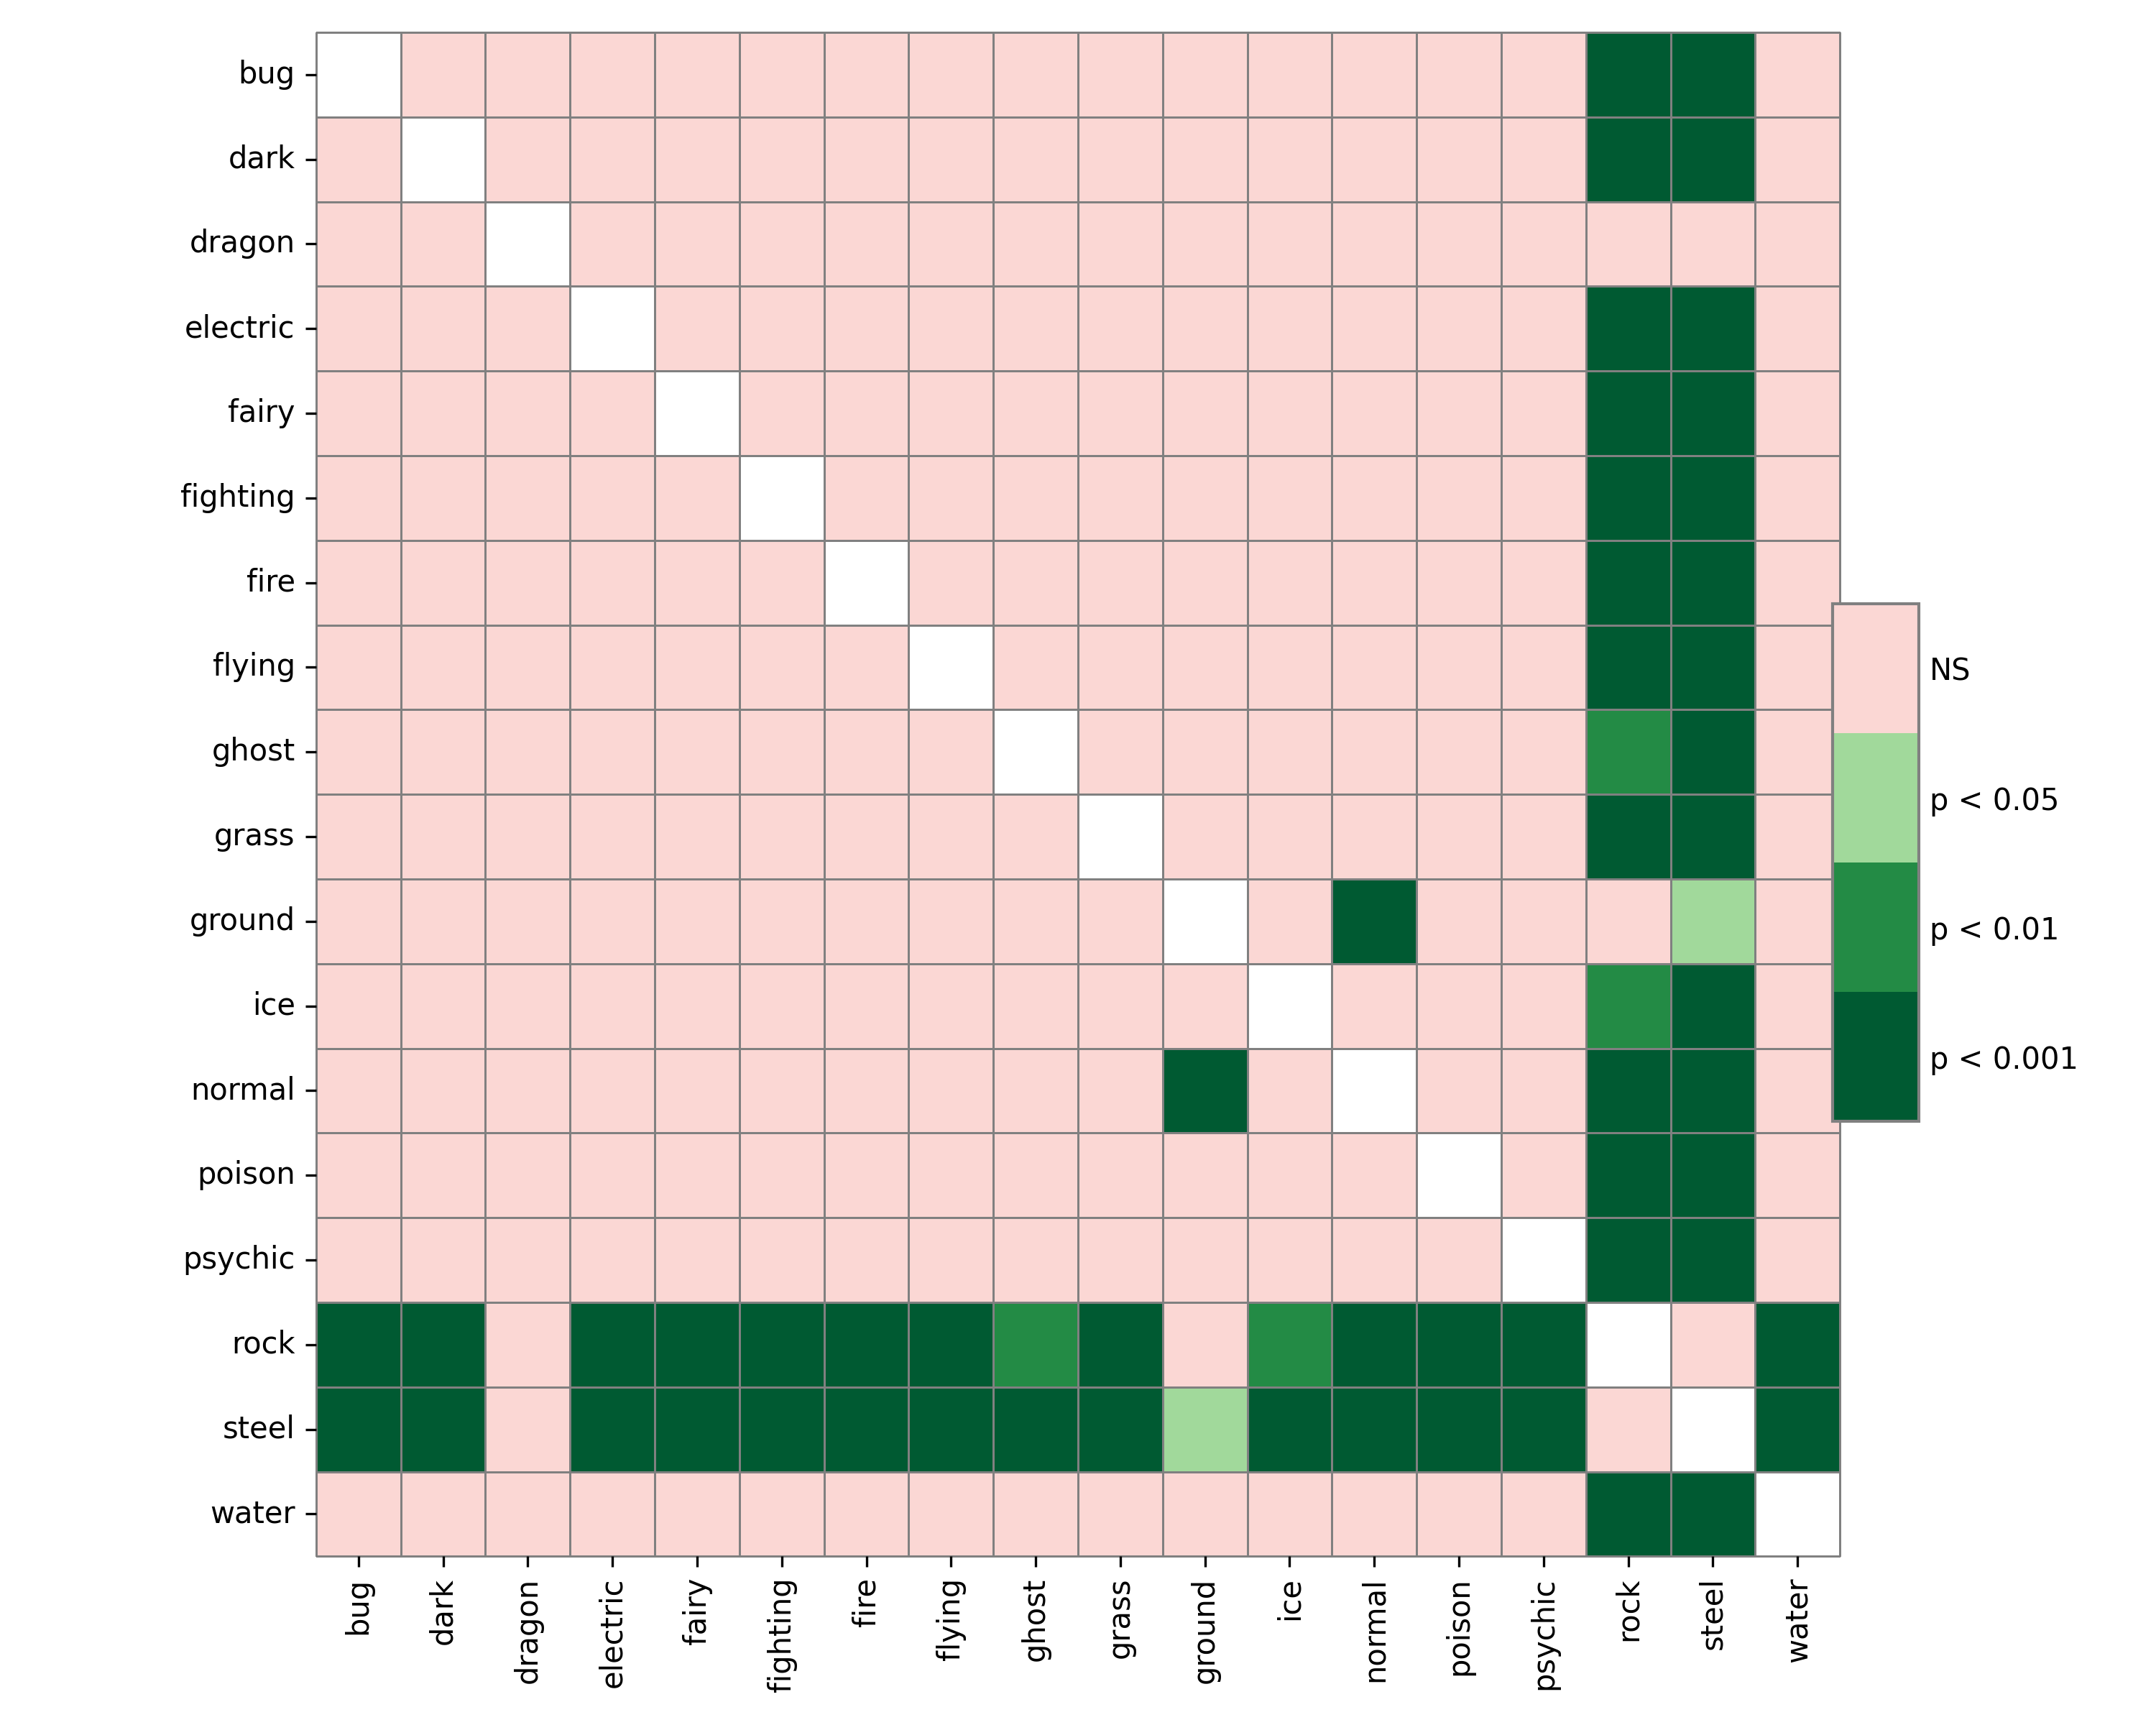 bug
dark
dragon
electric
fairy
fighting
fire
flying
ghost
grass
ground
ice
normal
poison
psychic
rock
steel
water
NS
p < 0.05
p < 0.01
p < 0.001
bug
dark
dragon
electric
fairy
fighting
fire
flying
ghost
grass
ground
ice
normal
poison
psychic
rock
steel
water